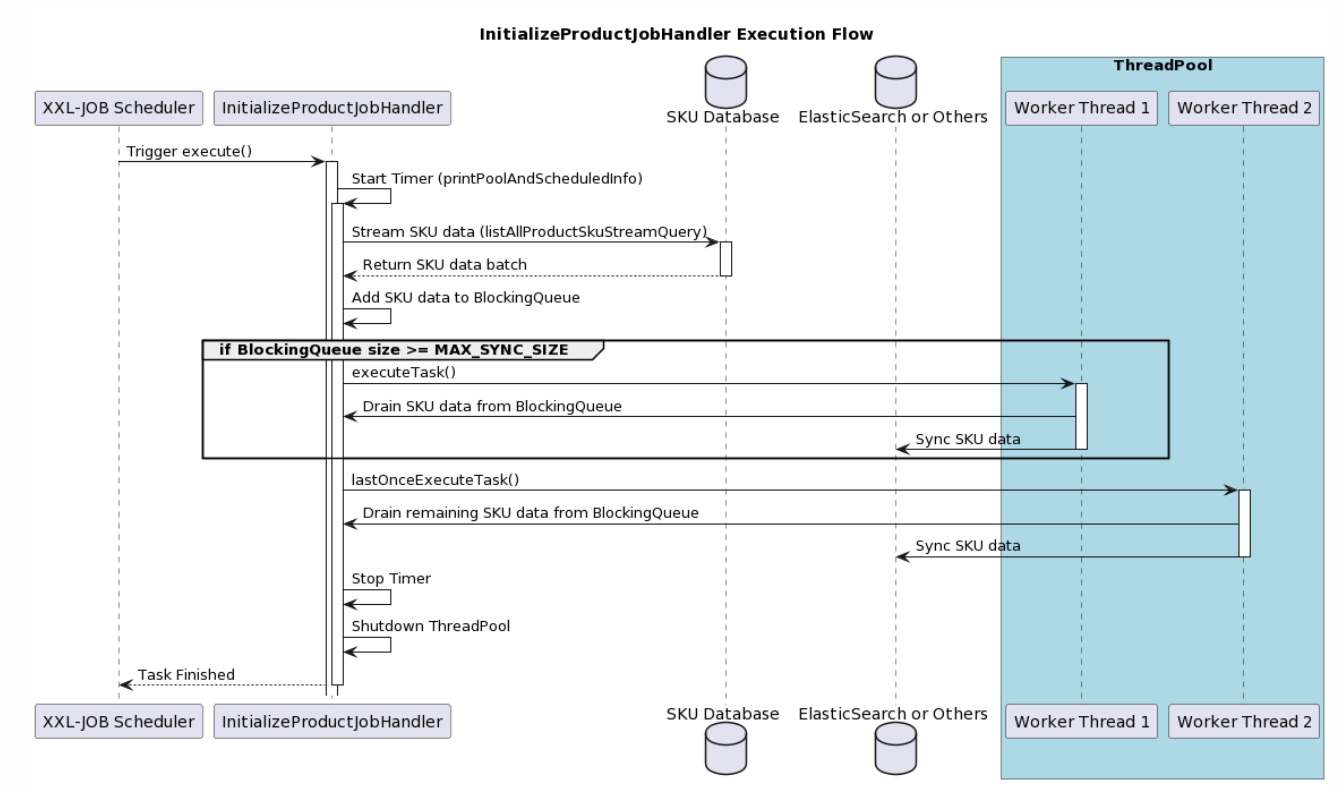 InitializeProductJobHandler Execution Flow
ThreadPool
XXL-JOB Scheduler
InitializeProductJobHandler
SKU Database
ElasticSearch or Others
Worker Thread 1
Worker Thread 2
Trigger execute()
Start Timer (printPoolAndScheduledInfo)
Stream SKU data (listAllProductSkuStreamQuery)
Return SKU data batch
Add SKU data to BlockingQueue
if BlockingQueue size >= MAX_SYNC_SIZE
executeTask()
Drain SKU data from BlockingQueue
Sync SKU data
lastOnceExecuteTask()
Drain remaining SKU data from BlockingQueue
Sync SKU data
Stop Timer
Shutdown ThreadPool
Task Finished
XXL-JOB Scheduler
InitializeProductJobHandler
SKU Database
ElasticSearch or Others
Worker Thread 1
Worker Thread 2